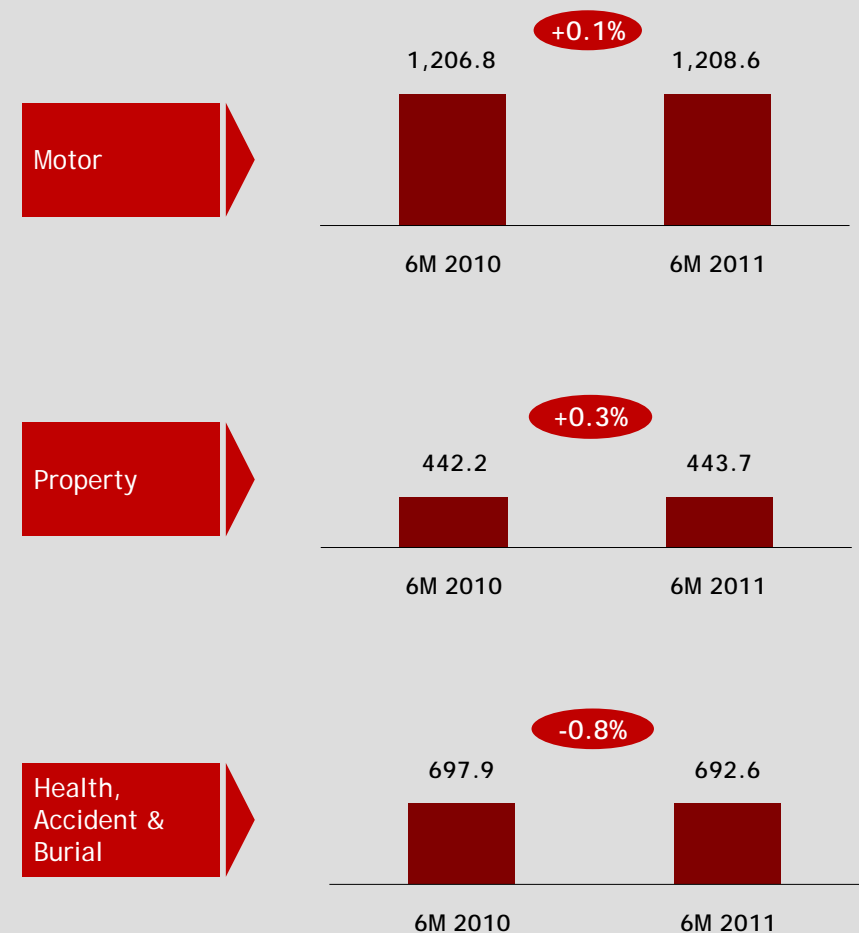 +0.1%
1,206.8 1,208.6
Motor
6M 2010 6M 2011
+0.3%
442.2 443.7
Property
6M 2010 6M 2011
-0.8%
697.9 692.6
Health,
Accident &
Burial
6M 2010 6M 2011